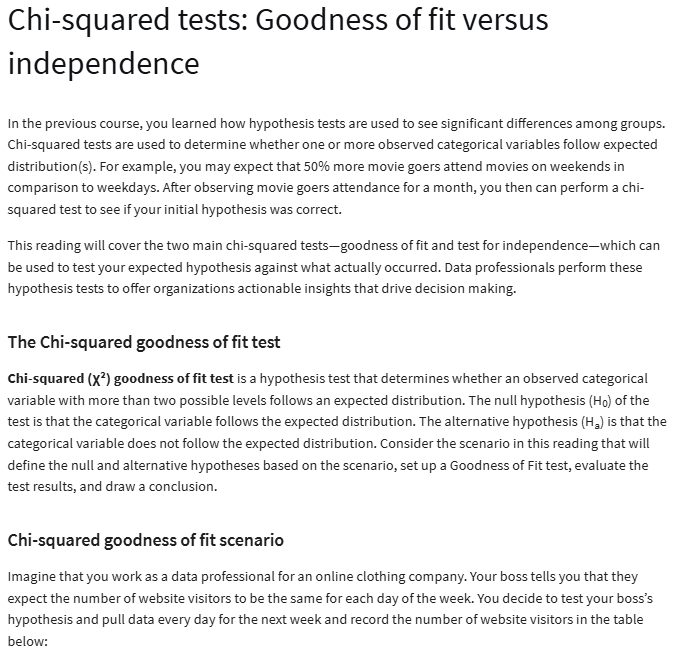 Chi-squared tests: Goodness of fit versus
independence
In the previous course, you learned how hypothesis tests are used to see significant differences among groups.
Chi-squared tests are used to determine whether one or more observed categorical variables follow expected
distribution(s). For example, you may expect that 50% more movie goers attend movies on weekends in
comparison to weekdays. After observing movie goers attendance for a month, you then can perform a chi-
squared test to see if your initial hypothesis was correct.
This reading will cover the two main chi-squared tests—goodness of fit and test for independence—which can
be used to test your expected hypothesis against what actually occurred. Data professionals perform these
hypothesis tests to offer organizations actionable insights that drive decision making.
The Chi-squared goodness of fit test
Chi-squared (χ²) goodness of fit test is a hypothesis test that determines whether an observed categorical
variable with more than two possible levels follows an expected distribution. The null hypothesis (H₀) of the
test is that the categorical variable follows the expected distribution. The alternative hypothesis (Hₐ) is that the
categorical variable does not follow the expected distribution. Consider the scenario in this reading that will
define the null and alternative hypotheses based on the scenario, set up a Goodness of Fit test, evaluate the
test results, and draw a conclusion.
Chi-squared goodness of fit scenario
Imagine that you work as a data professional for an online clothing company. Your boss tells you that they
expect the number of website visitors to be the same for each day of the week. You decide to test your boss’s
hypothesis and pull data every day for the next week and record the number of website visitors in the table
below: